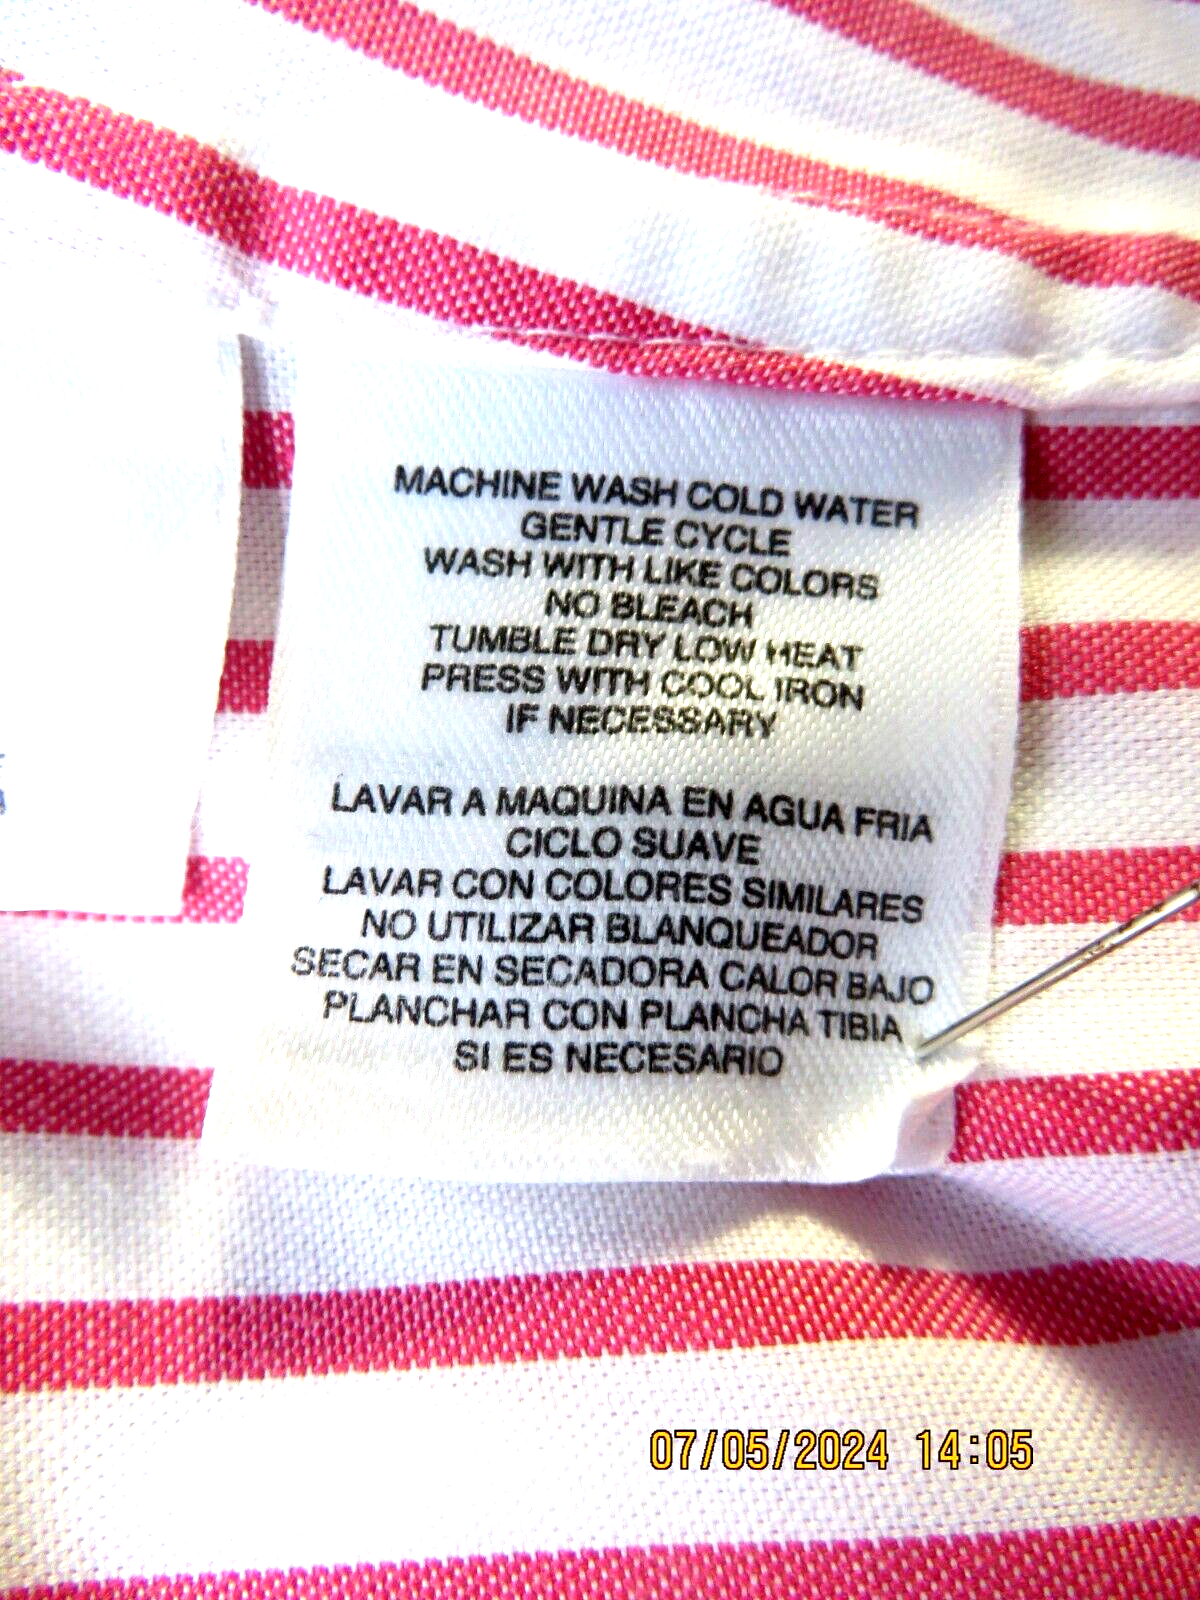 MACHINE WASH COLD WATER
GENTLE CYCLE
WASH WITH LIKE COLORS
NO BLEACH
TUMBLE DRY LOW HEAT
PRESS WITH COOL IRON
IF NECESSARY
LAVAR A MAQUINA EN AGUA FRIA
CICLO SUAVE
LAVAR CON COLORES SIMILARES
NO UTILIZAR BLANQUEADOR
SECAR EN SECADORA CALOR BAJO
PLANCHAR CON PLANCHA TIBIA
SI ES NECESARIO
07/05/2024 14:05